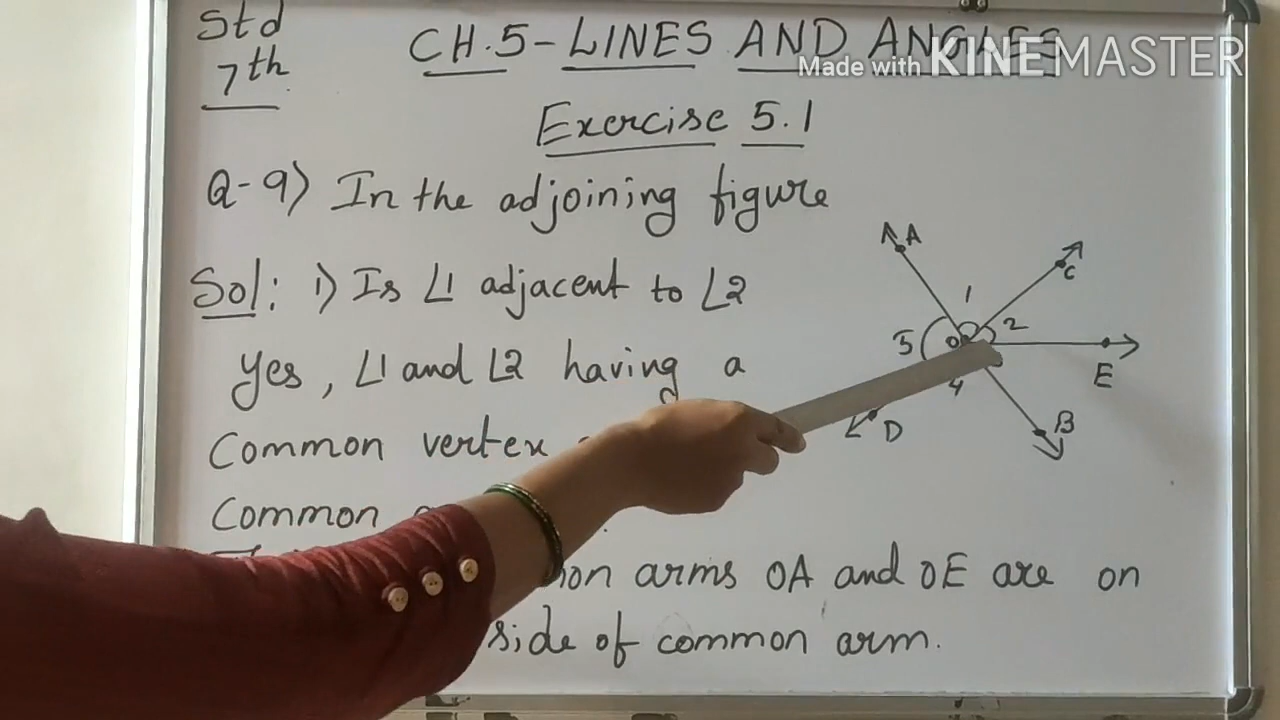 Std
7th
CH.5-LINES AND ANGLES
Made with KINEMASTER
Exercise 5.1
Q-9) In the adjoining figure
Sol: 1) Is ∠1 adjacent to ∠2
Yes, ∠1 and ∠2 having a
Common vertex
Common
arms OA and OE are on
side of common arm.
A
C
1
2
5
O
E
4
B
D